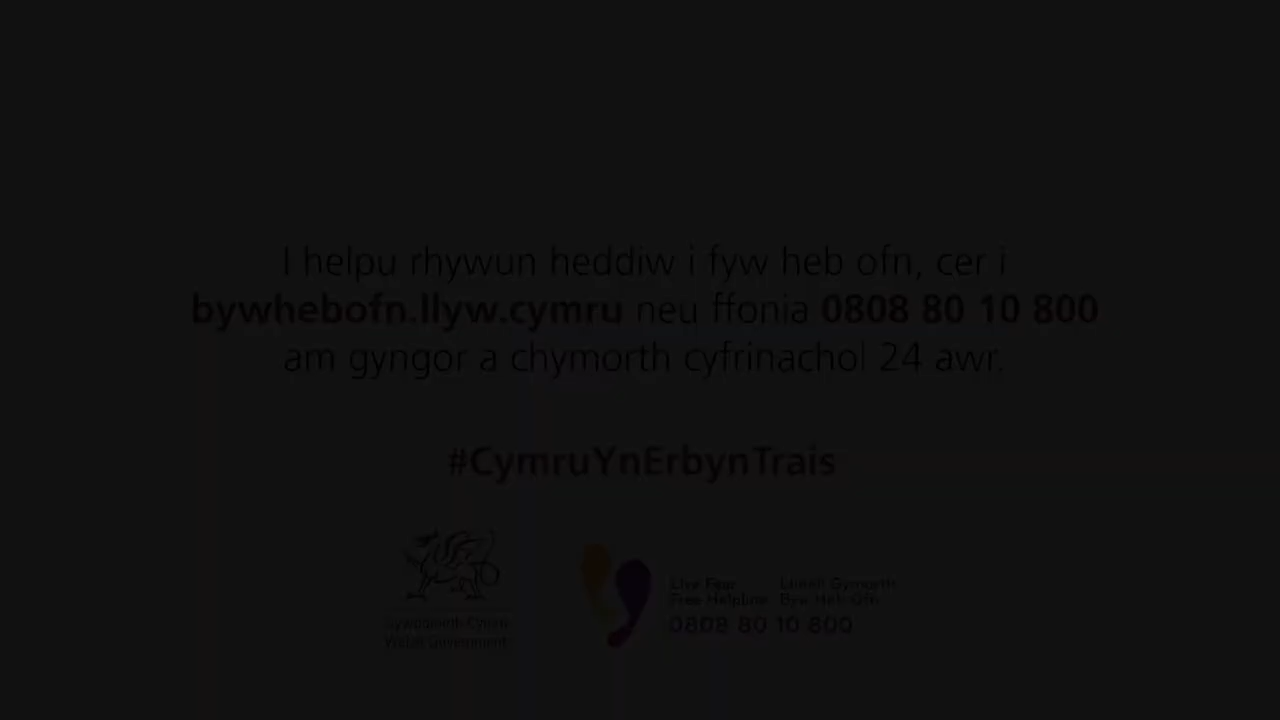 I helpu rhywun heddiw i fyw heb ofn, cer i
bywhebofn.llyw.cymru neu ffonia 0808 80 10 800
am gyngor a chymorth cyfrinachol 24 awr.
#CymruYnErbynTrais
Llywodraeth Cymru
Welsh Government
Live Fear
Free Helpline
Llinell Gymorth
Byw Heb Ofn
0808 80 10 800